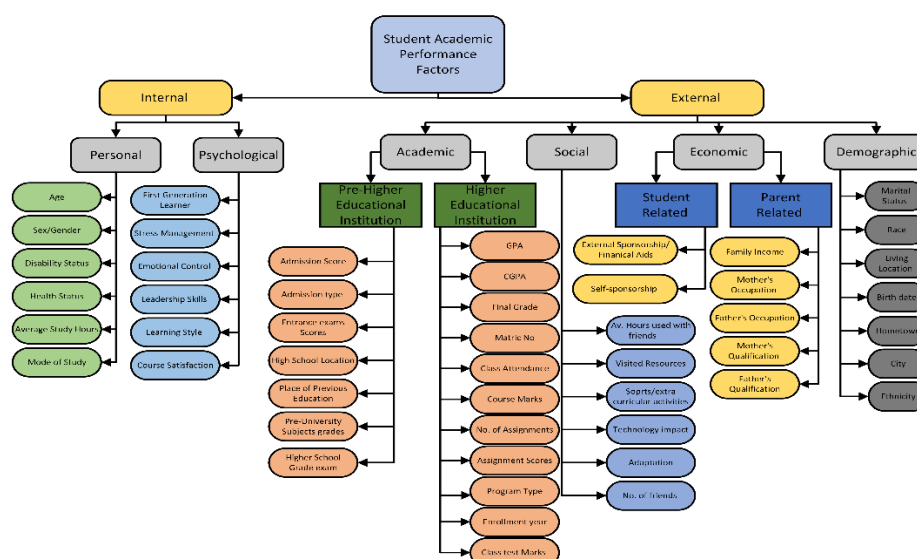 Student Academic
Performance
Factors
Internal
External
Personal
Psychological
Academic
Social
Economic
Demographic
Pre-Higher
Educational
Institution
Higher
Educational
Institution
Student
Related
Parent
Related
Age
Sex/Gender
Disability Status
Health Status
Average Study Hours
Mode of Study
First Generation
Learner
Stress Management
Emotional Control
Leadership Skills
Learning Style
Course Satisfaction
Admission Score
Admission type
Entrance exams
Scores
High School Location
Place of Previous
Education
Pre-University
Subjects grades
Higher School
Grade exam
GPA
CGPA
Final Grade
Matric No
Class Attendance
Course Marks
No. of Assignments
Assignment Scores
Program Type
Enrollment year
Class test Marks
External Sponsorship/
Finanical Aids
Self-sponsorship
Av. Hours used with
friends
Visited Resources
Soprts/extra
curricular activities
Technology impact
Adaptation
No. of friends
Family Income
Mother's
Occupation
Father's Occupation
Mother's
Qualification
Father's
Qualification
Marital
Status
Race
Living
Location
Birth date
Hometown
City
Ethnicity